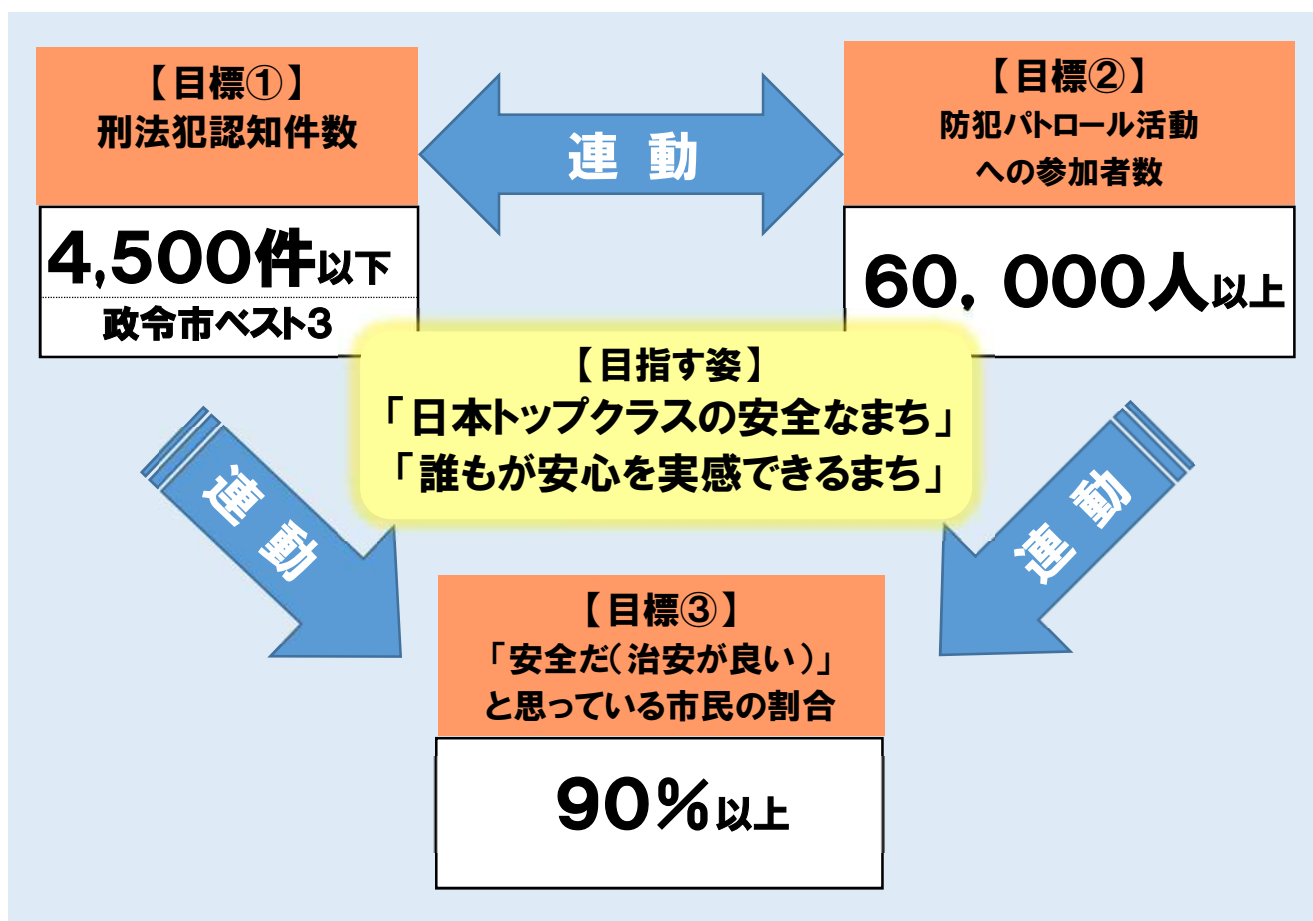 【目標①】
刑法犯認知件数
4,500件以下
政令市ベスト3
連 動
【目標②】
防犯パトロール活動
への参加者数
60，000人以上
【目指す姿】
「日本トップクラスの安全なまち」
「誰もが安心を実感できるまち」
連 動
連 動
【目標③】
「安全だ（治安が良い）」
と思っている市民の割合
90％以上